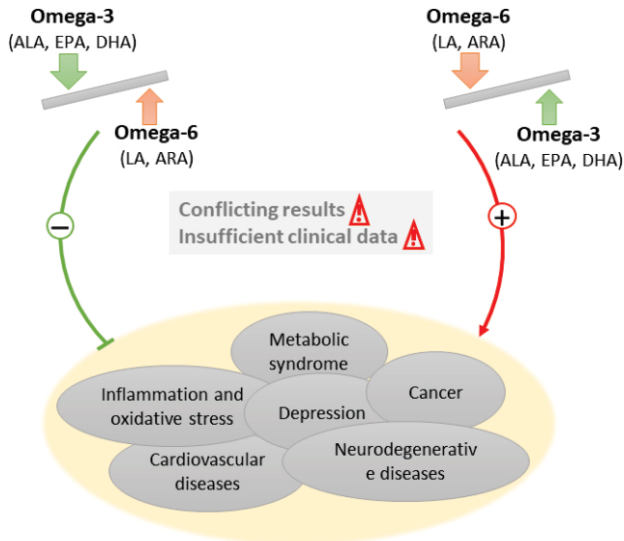 Omega-3
(ALA, EPA, DHA)
Omega-6
(LA, ARA)
Omega-6
(LA, ARA)
Omega-3
(ALA, EPA, DHA)
−
+
Conflicting results
Insufficient clinical data
Metabolic
syndrome
Inflammation and
oxidative stress
Depression
Cancer
Cardiovascular
diseases
Neurodegenerativ
e diseases